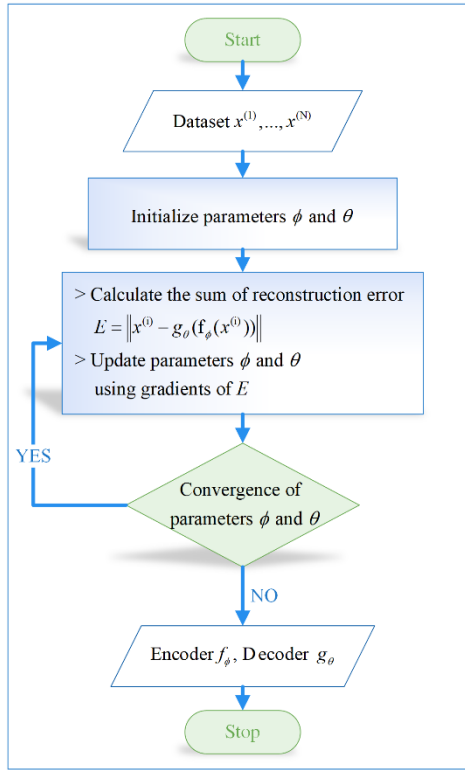 Start
Dataset x^(1),..., x^(N)
Initialize parameters ϕ and θ
> Calculate the sum of reconstruction error
E = ‖x^(i) − g_θ(f_ϕ(x^(i)))‖
> Update parameters ϕ and θ
using gradients of E
YES
Convergence of
parameters ϕ and θ
NO
Encoder f_ϕ, Decoder g_θ
Stop